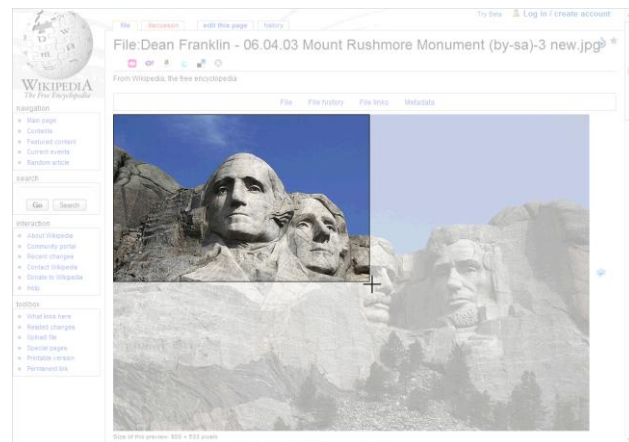 Try Beta Log in / create account
file discussion edit this page history
File:Dean Franklin - 06.04.03 Mount Rushmore Monument (by-sa)-3 new.jpg
From Wikipedia, the free encyclopedia
File File history File links Metadata
WIKIPEDIA
The Free Encyclopedia
navigation
Main page
Contents
Featured content
Current events
Random article
search
Go Search
interaction
About Wikipedia
Community portal
Recent changes
Contact Wikipedia
Donate to Wikipedia
Help
toolbox
What links here
Related changes
Upload file
Special pages
Printable version
Permanent link
Size of this preview: 800 × 533 pixels